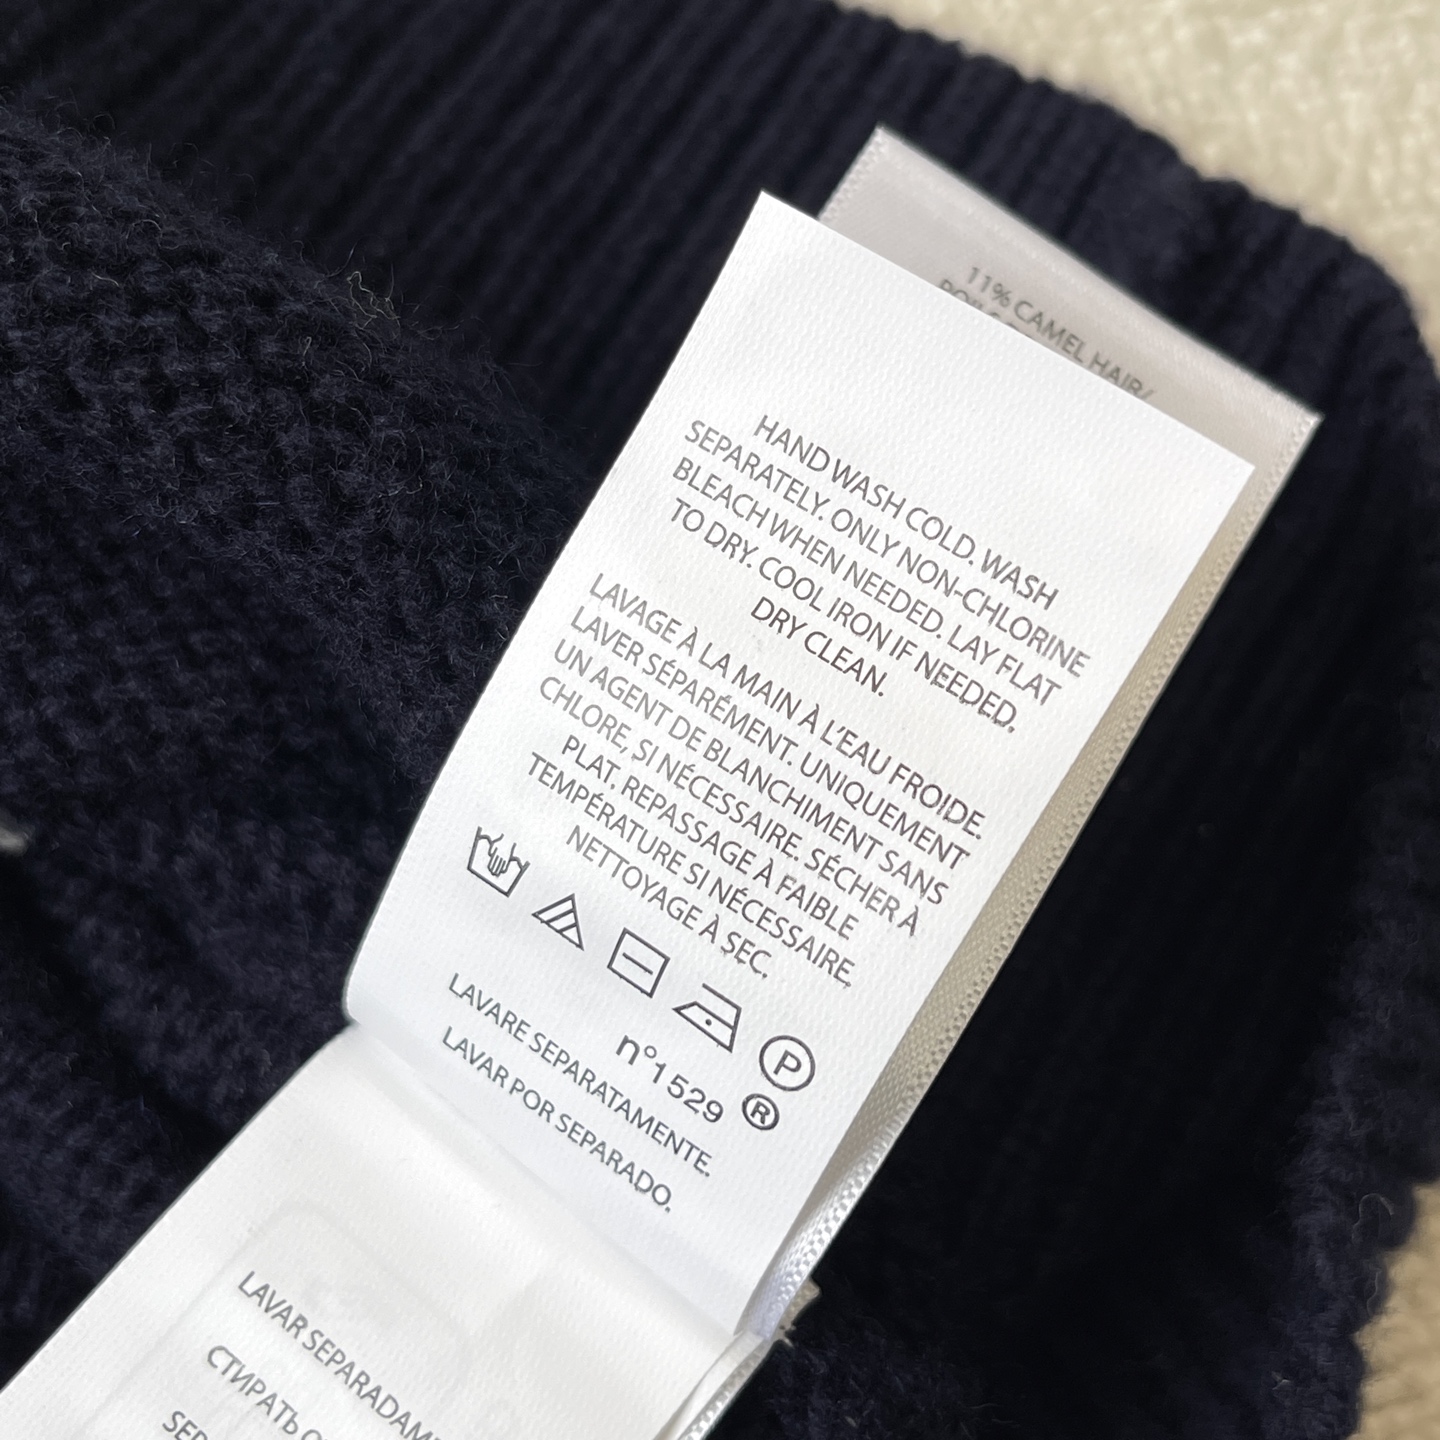 11% CAMEL HAIR/
HAND WASH COLD. WASH
SEPARATELY. ONLY NON-CHLORINE
BLEACH WHEN NEEDED. LAY FLAT
TO DRY. COOL IRON IF NEEDED.
DRY CLEAN.
LAVAGE À LA MAIN À L'EAU FROIDE.
LAVER SÉPARÉMENT. UNIQUEMENT
UN AGENT DE BLANCHIMENT SANS
CHLORE, SI NÉCESSAIRE. SÉCHER À
PLAT. REPASSAGE À FAIBLE
TEMPÉRATURE SI NÉCESSAIRE.
NETTOYAGE À SEC.
P
n°1529 ®
LAVARE SEPARATAMENTE.
LAVAR POR SEPARADO.
LAVAR
СТИРАТЬ